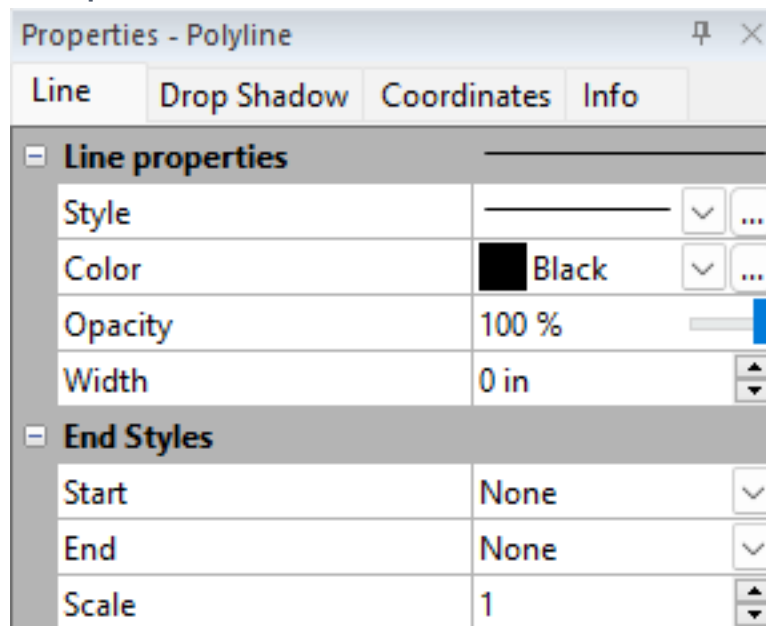 Properties - Polyline
Line Drop Shadow Coordinates Info
Line properties
Style ...
Color Black ...
Opacity 100 %
Width 0 in
End Styles
Start None
End None
Scale 1